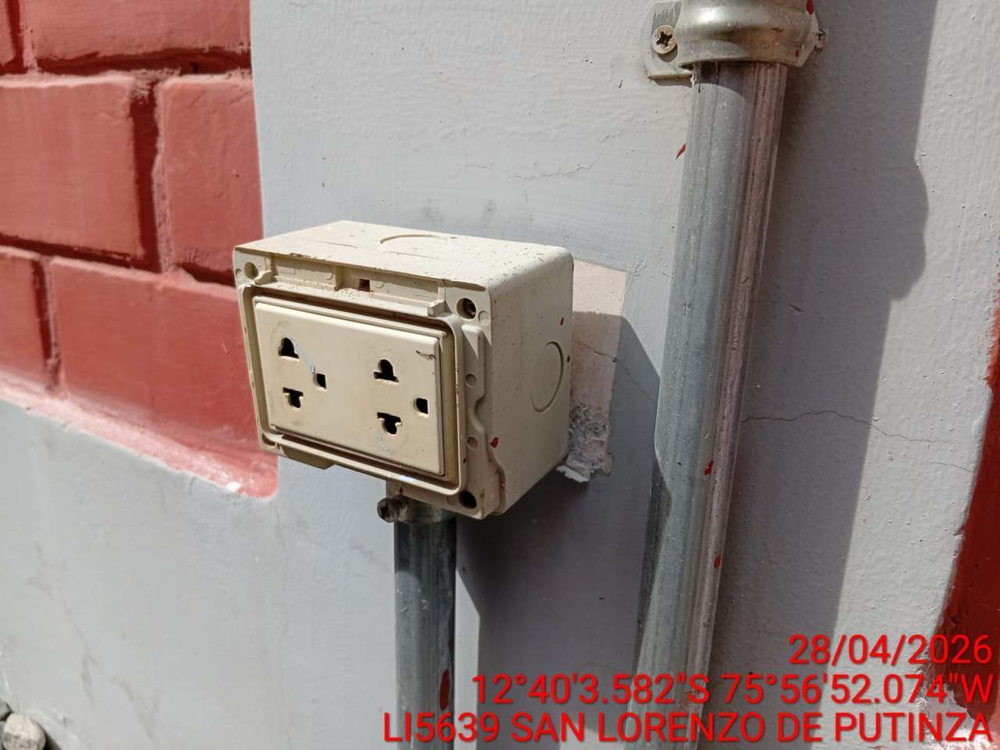 28/04/2026
12°40'3.582"S 75°56'52.074"W
LI5639 SAN LORENZO DE PUTINZA